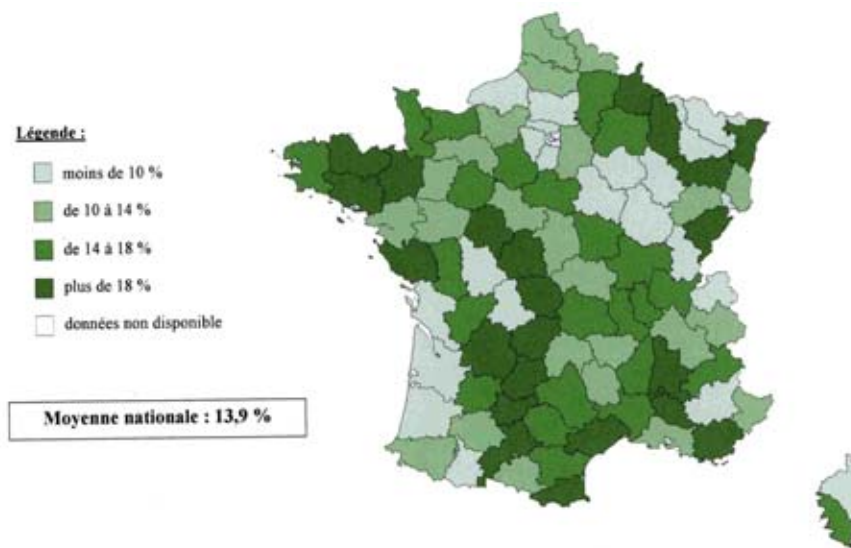 Légende :
moins de 10 %
de 10 à 14 %
de 14 à 18 %
plus de 18 %
données non disponible
Moyenne nationale : 13,9 %